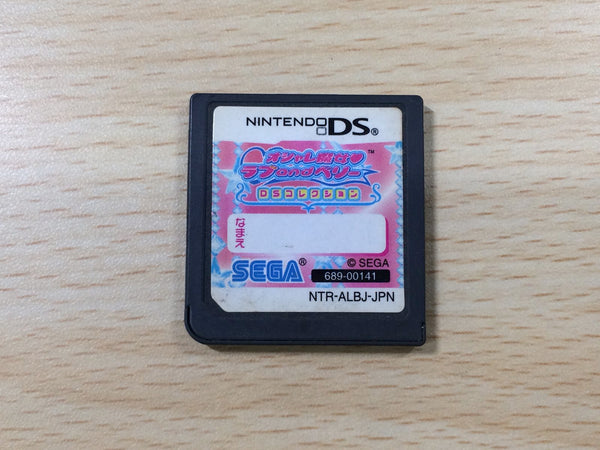 NINTENDO DS®
オシャレ魔女♥ ™
ラブandベリー
DSコレクション
なまえ
SEGA®
© SEGA
689-00141
NTR-ALBJ-JPN